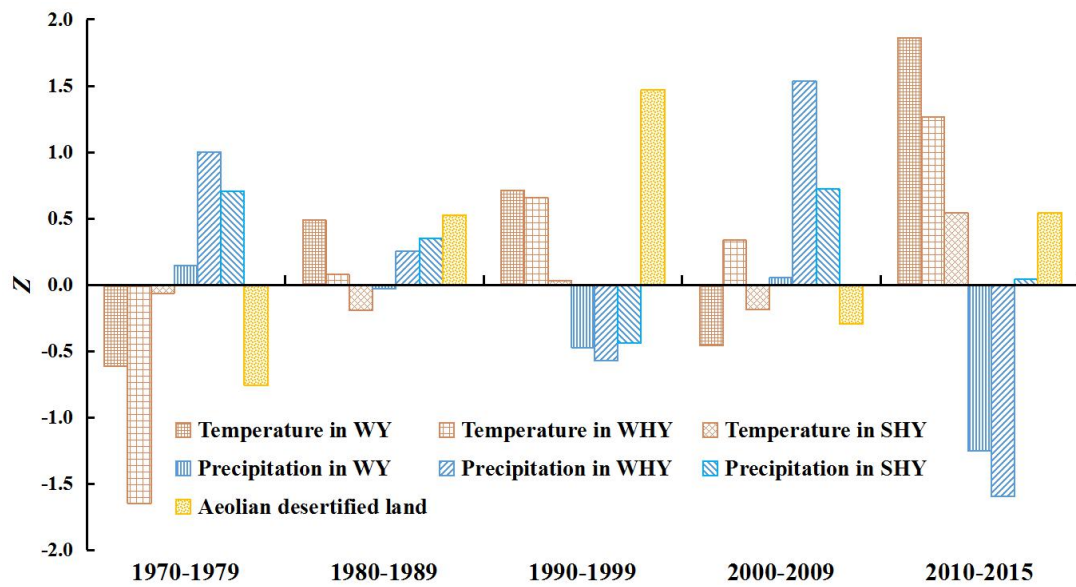 2.0
1.5
1.0
0.5
0.0
-0.5
-1.0
-1.5
-2.0
Z
Temperature in WY Temperature in WHY Temperature in SHY
Precipitation in WY Precipitation in WHY Precipitation in SHY
Aeolian desertified land
1970-1979 1980-1989 1990-1999 2000-2009 2010-2015